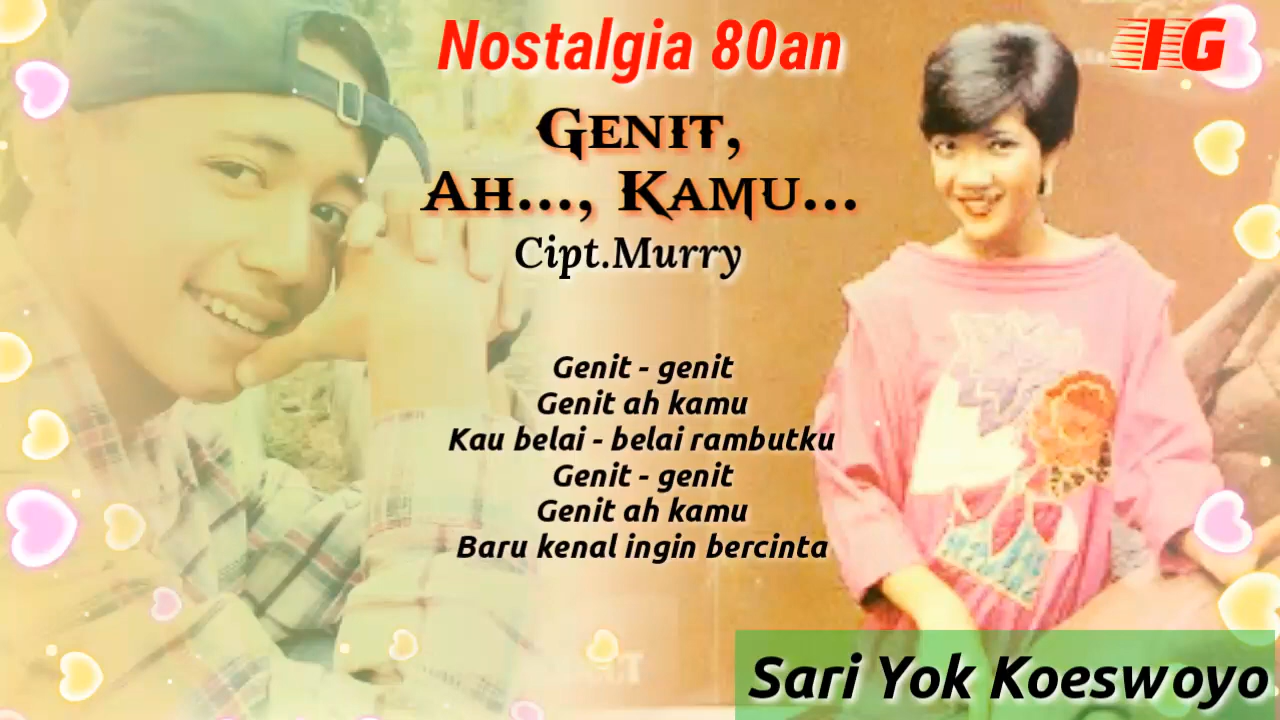 Nostalgia 80an
IG
Genit,
Ah..., Kamu...
Cipt.Murry
Genit - genit
Genit ah kamu
Kau belai - belai rambutku
Genit - genit
Genit ah kamu
Baru kenal ingin bercinta
Sari Yok Koeswoyo